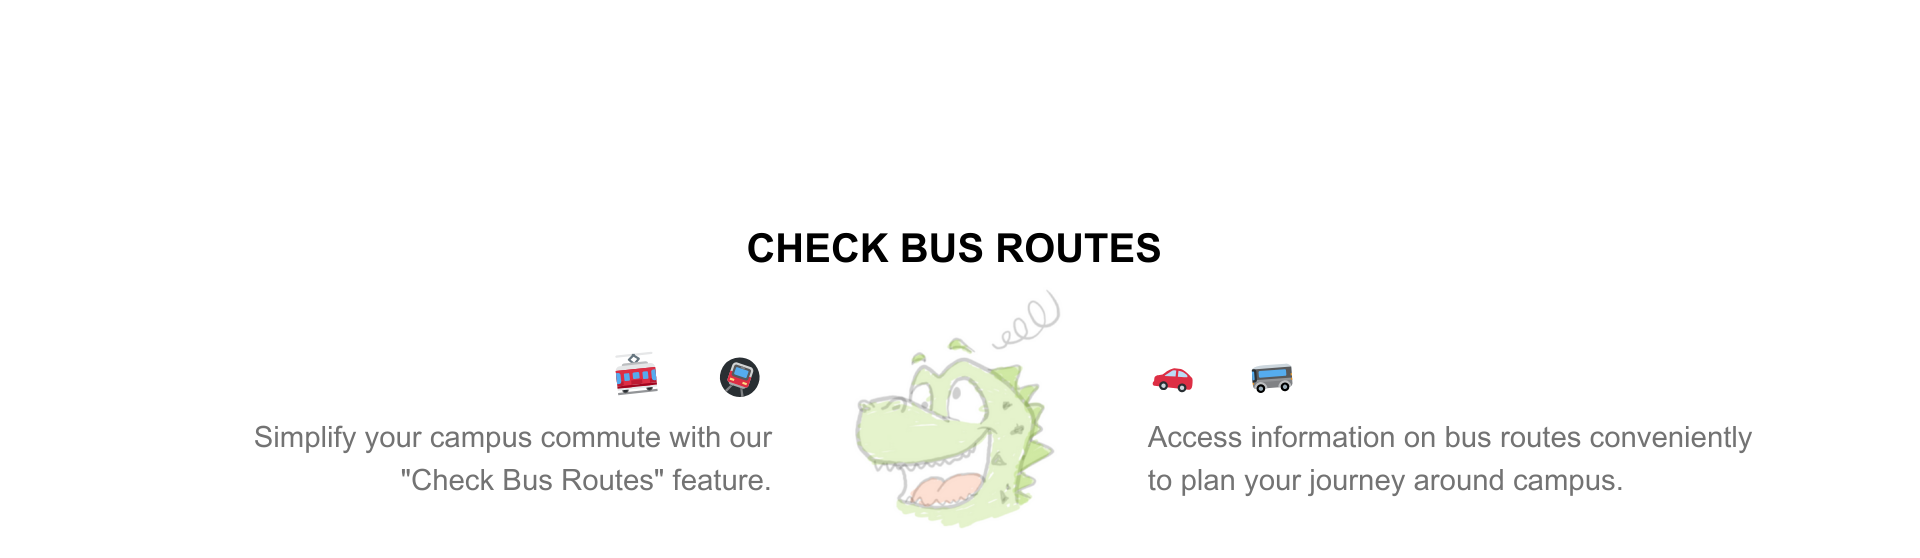 CHECK BUS ROUTES
Simplify your campus commute with our
"Check Bus Routes" feature.
Access information on bus routes conveniently
to plan your journey around campus.